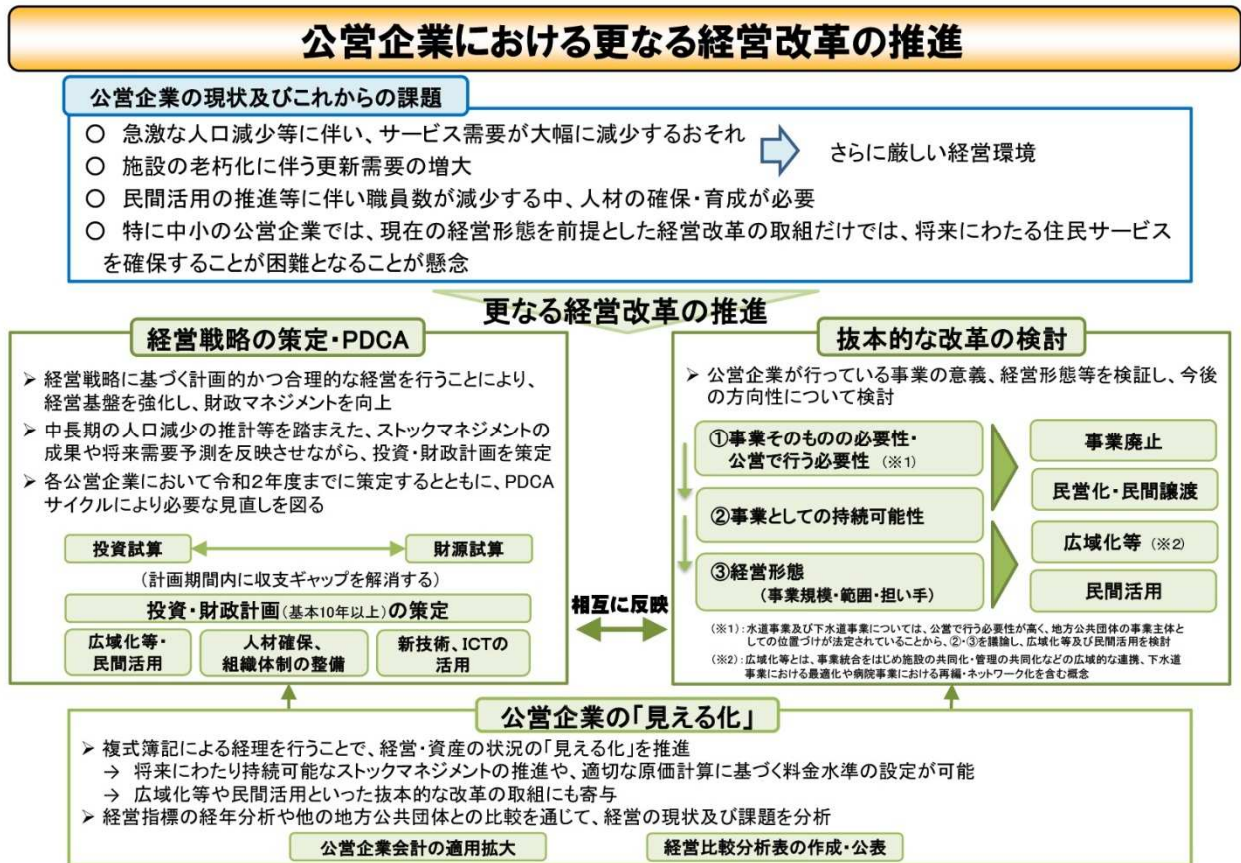 公営企業における更なる経営改革の推進
公営企業の現状及びこれからの課題
○ 急激な人口減少等に伴い、サービス需要が大幅に減少するおそれ
○ 施設の老朽化に伴う更新需要の増大
さらに厳しい経営環境
○ 民間活用の推進等に伴い職員数が減少する中、人材の確保・育成が必要
○ 特に中小の公営企業では、現在の経営形態を前提とした経営改革の取組だけでは、将来にわたる住民サービス
を確保することが困難となることが懸念
更なる経営改革の推進
経営戦略の策定・PDCA
➢ 経営戦略に基づく計画的かつ合理的な経営を行うことにより、
経営基盤を強化し、財政マネジメントを向上
➢ 中長期の人口減少の推計等を踏まえた、ストックマネジメントの
成果や将来需要予測を反映させながら、投資・財政計画を策定
➢ 各公営企業において令和2年度までに策定するとともに、PDCA
サイクルにより必要な見直しを図る
投資試算
財源試算
(計画期間内に収支ギャップを解消する)
投資・財政計画(基本10年以上)の策定
広域化等・
民間活用
人材確保、
組織体制の整備
新技術、ICTの
活用
相互に反映
抜本的な改革の検討
➢ 公営企業が行っている事業の意義、経営形態等を検証し、今後
の方向性について検討
①事業そのものの必要性・
公営で行う必要性 (※1)
②事業としての持続可能性
③経営形態
(事業規模・範囲・担い手)
事業廃止
民営化・民間譲渡
広域化等 (※2)
民間活用
(※1):水道事業及び下水道事業については、公営で行う必要性が高く、地方公共団体の事業主体と
しての位置づけが法定されていることから、②・③を議論し、広域化等及び民間活用を検討
(※2):広域化等とは、事業統合をはじめ施設の共同化・管理の共同化などの広域的な連携、下水道
事業における最適化や病院事業における再編・ネットワーク化を含む概念
公営企業の「見える化」
➢ 複式簿記による経理を行うことで、経営・資産の状況の「見える化」を推進
→ 将来にわたり持続可能なストックマネジメントの推進や、適切な原価計算に基づく料金水準の設定が可能
→ 広域化等や民間活用といった抜本的な改革の取組にも寄与
➢ 経営指標の経年分析や他の地方公共団体との比較を通じて、経営の現状及び課題を分析
公営企業会計の適用拡大
経営比較分析表の作成・公表